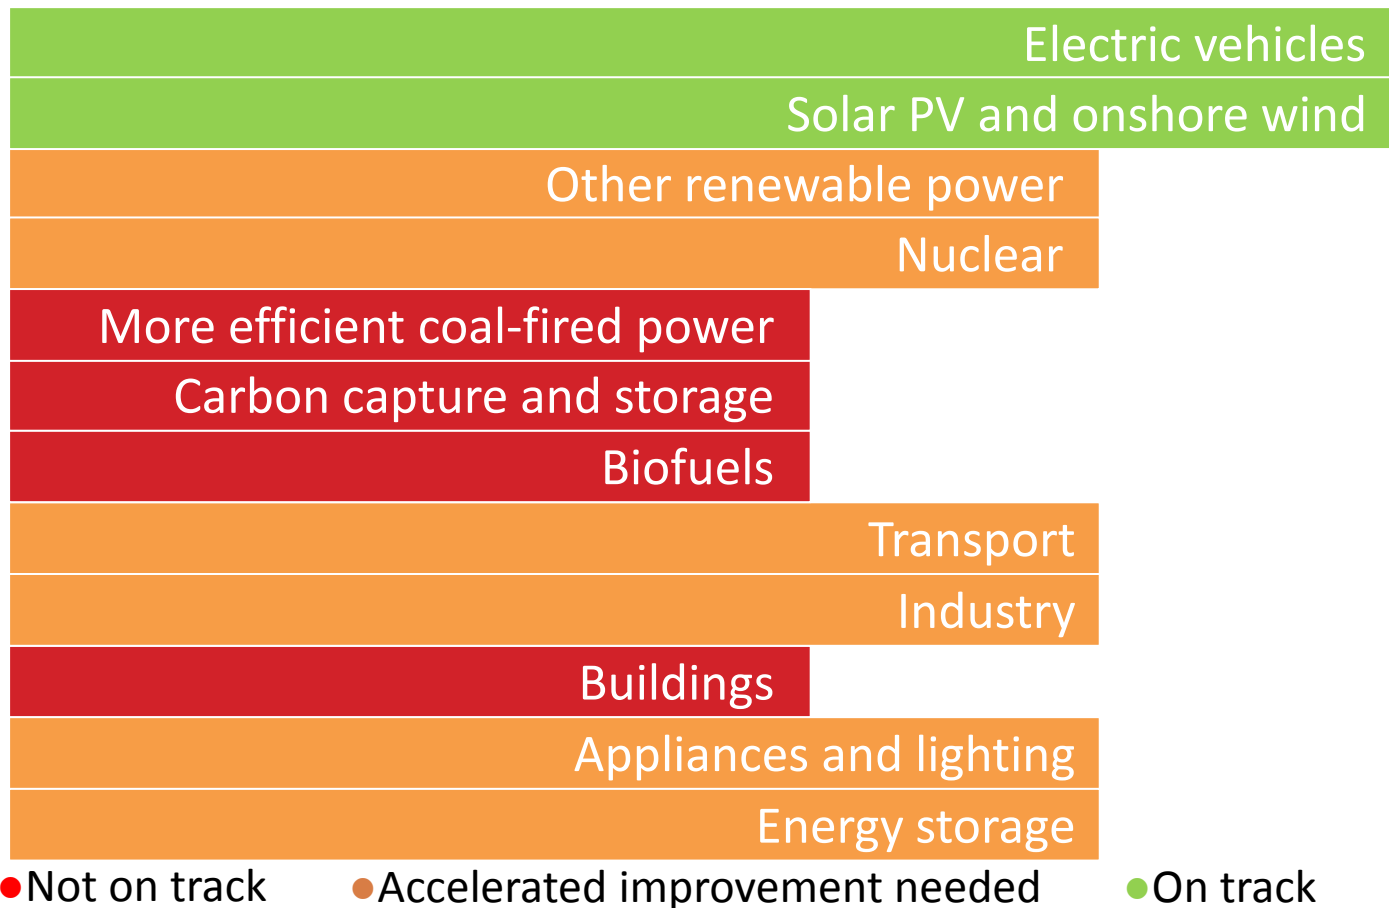 Electric vehicles
Solar PV and onshore wind
Other renewable power
Nuclear
More efficient coal-fired power
Carbon capture and storage
Biofuels
Transport
Industry
Buildings
Appliances and lighting
Energy storage
Not on track Accelerated improvement needed On track